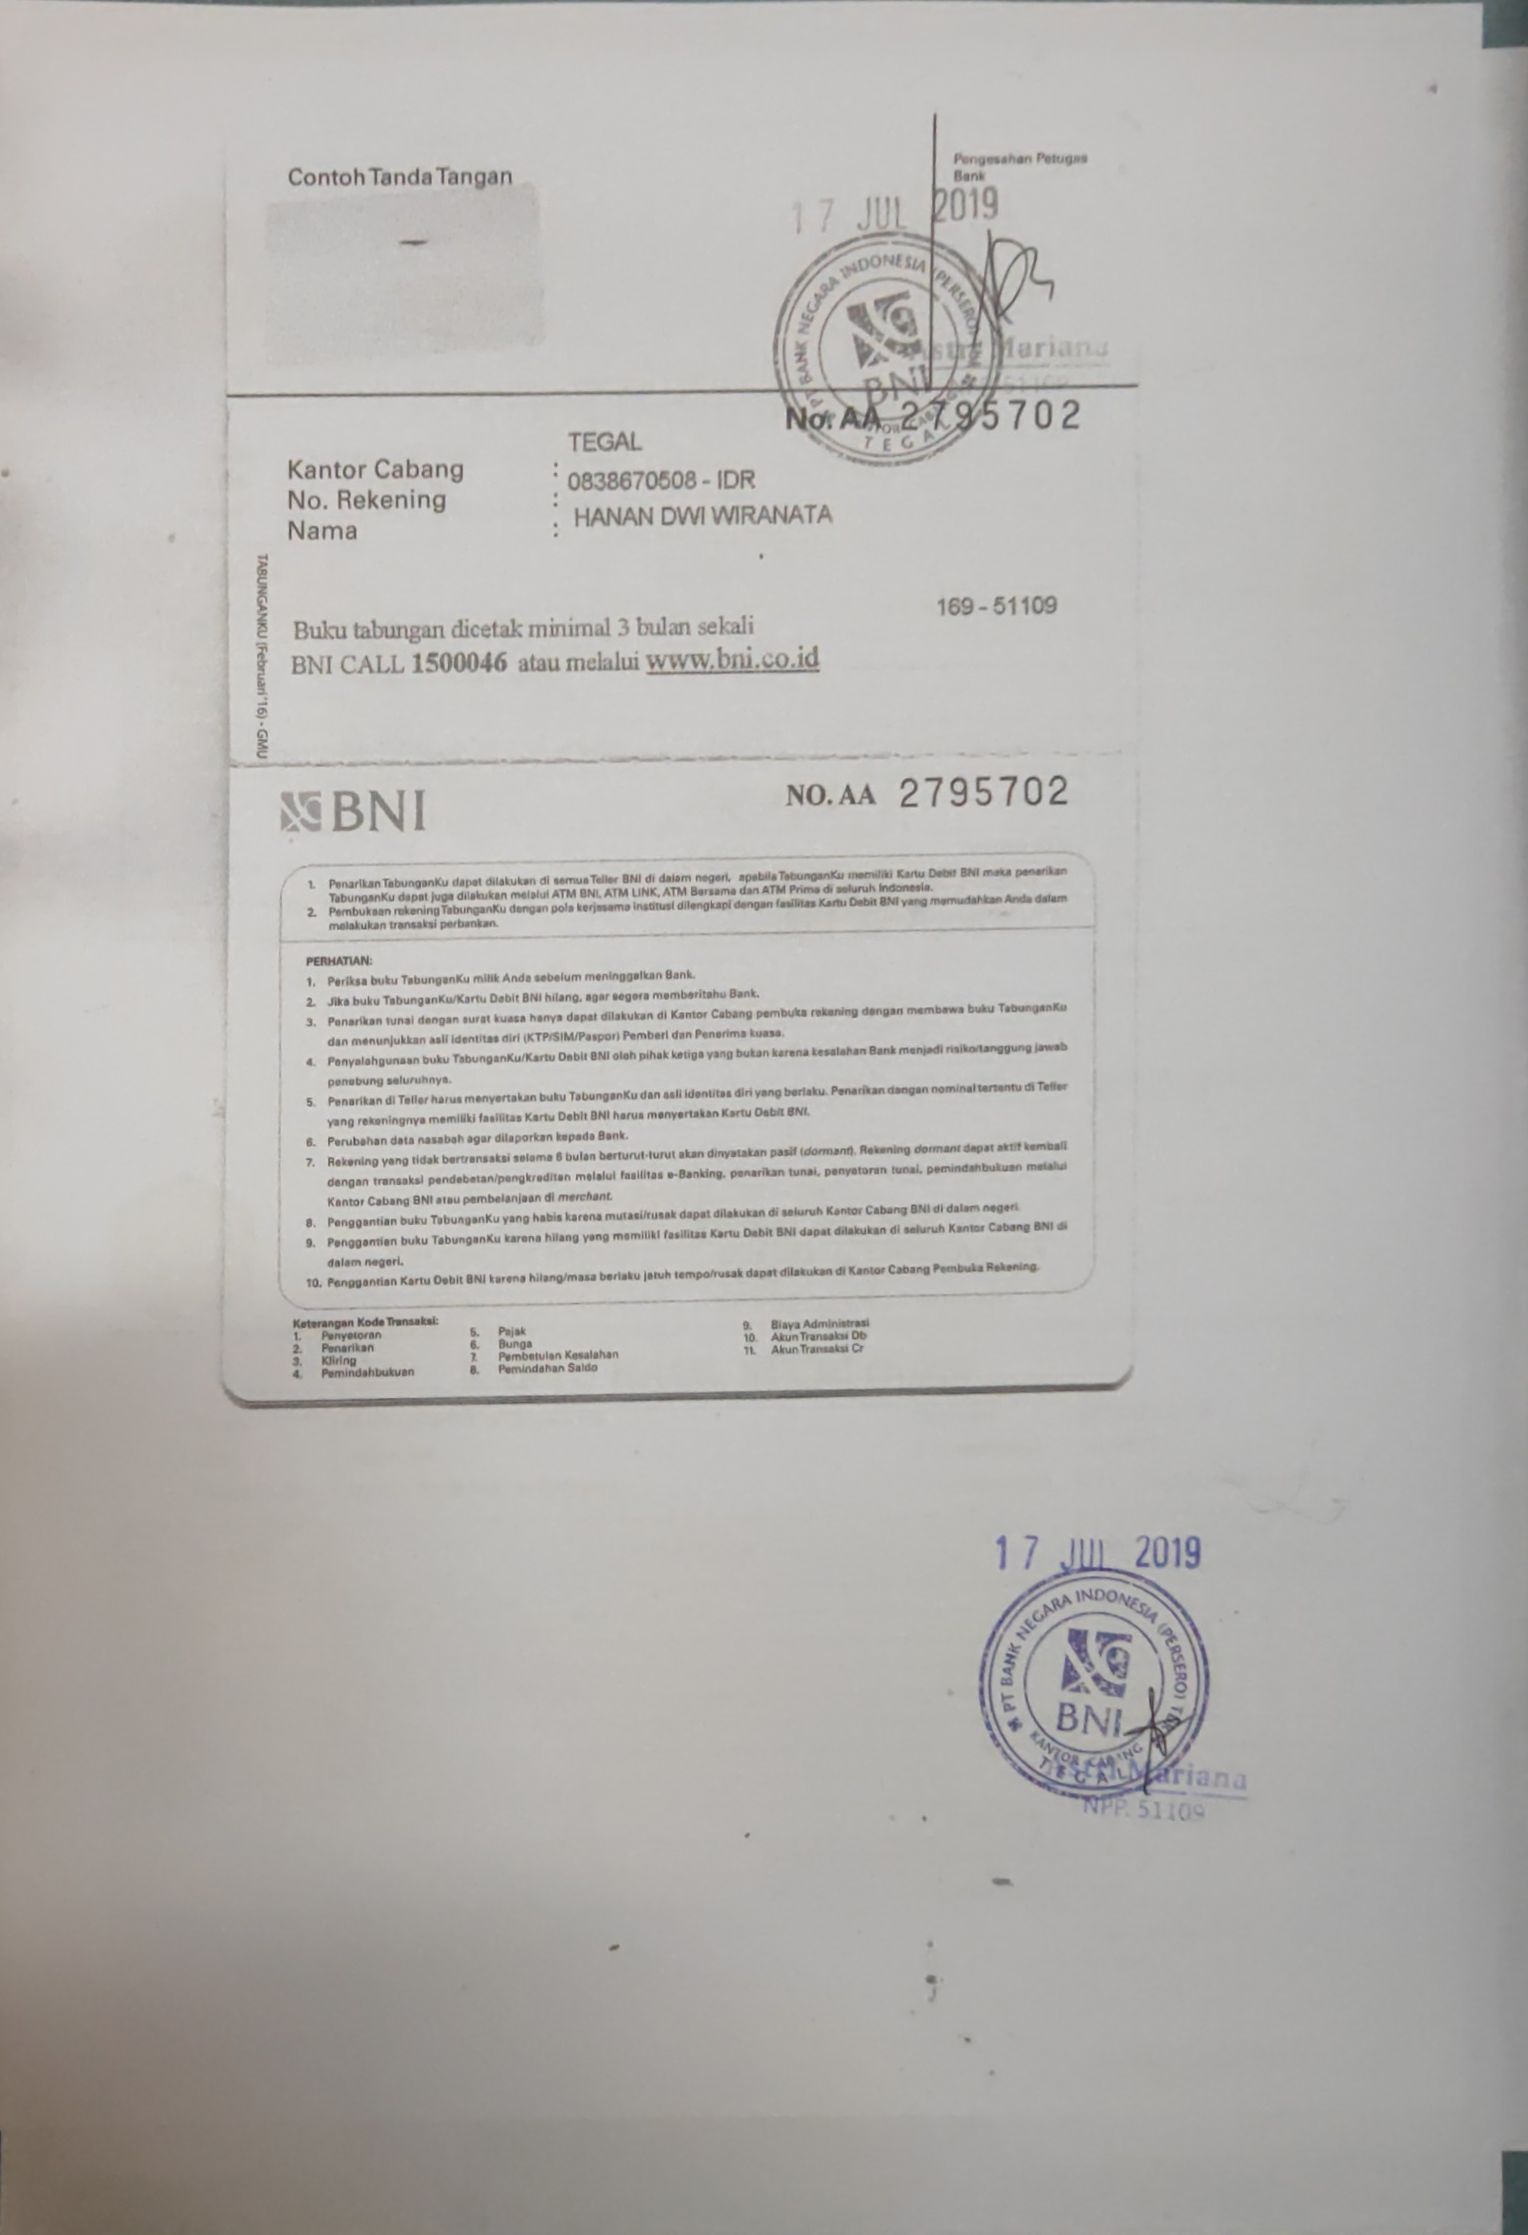 Contoh Tanda Tangan
Pengesahan Petugas
Bank
17 JUL 2019
PT BANK NEGARA INDONESIA (PERSERO)
BNI
TEGAL
Mariana
No. AA 2795702
TEGAL
Kantor Cabang :
0838670508 - IDR
No. Rekening :
HANAN DWI WIRANATA
Nama :
TABUNGANKU (Februari '16) - GMU
169 - 51109
Buku tabungan dicetak minimal 3 bulan sekali
BNI CALL 1500046 atau melalui www.bni.co.id
BNI
NO. AA 2795702
1. Penarikan TabunganKu dapat dilakukan di semua Teller BNI di dalam negeri, apabila TabunganKu memiliki Kartu Debit BNI maka penarikan
TabunganKu dapat juga dilakukan melalui ATM BNI, ATM LINK, ATM Bersama dan ATM Prima di seluruh Indonesia.
2. Pembukaan rekening TabunganKu dengan pola kerjasama institusi dilengkapi dengan fasilitas Kartu Debit BNI yang memudahkan Anda dalam
melakukan transaksi perbankan.
PERHATIAN:
1. Periksa buku TabunganKu milik Anda sebelum meninggalkan Bank.
2. Jika buku TabunganKu/Kartu Debit BNI hilang, agar segera memberitahu Bank.
3. Penarikan tunai dengan surat kuasa hanya dapat dilakukan di Kantor Cabang pembuka rekening dengan membawa buku TabunganKu
dan menunjukkan asli identitas diri (KTP/SIM/Paspor) Pemberi dan Penerima kuasa.
4. Penyalahgunaan buku TabunganKu/Kartu Debit BNI oleh pihak ketiga yang bukan karena kesalahan Bank menjadi risiko/tanggung jawab
penabung seluruhnya.
5. Penarikan di Teller harus menyertakan buku TabunganKu dan asli identitas diri yang berlaku. Penarikan dengan nominal tertentu di Teller
yang rekeningnya memiliki fasilitas Kartu Debit BNI harus menyertakan Kartu Debit BNI.
6. Perubahan data nasabah agar dilaporkan kepada Bank.
7. Rekening yang tidak bertransaksi selama 6 bulan berturut-turut akan dinyatakan pasif (dormant). Rekening dormant dapat aktif kembali
dengan transaksi pendebetan/pengkreditan melalui fasilitas e-Banking, penarikan tunai, penyetoran tunai, pemindahbukuan melalui
Kantor Cabang BNI atau pembelanjaan di merchant.
8. Penggantian buku TabunganKu yang habis karena mutasi/rusak dapat dilakukan di seluruh Kantor Cabang BNI di dalam negeri.
9. Penggantian buku TabunganKu karena hilang yang memiliki fasilitas Kartu Debit BNI dapat dilakukan di seluruh Kantor Cabang BNI di
dalam negeri.
10. Penggantian Kartu Debit BNI karena hilang/masa berlaku jatuh tempo/rusak dapat dilakukan di Kantor Cabang Pembuka Rekening.
Keterangan Kode Transaksi:
1. Penyetoran
2. Penarikan
3. Kliring
4. Pemindahbukuan
5. Pajak
6. Bunga
7. Pembetulan Kesalahan
8. Pemindahan Saldo
9. Biaya Administrasi
10. Akun Transaksi Db
11. Akun Transaksi Cr
17 JUL 2019
PT BANK NEGARA INDONESIA (PERSERO)
BNI
KANTOR CABANG
TEGAL
Mariana
NPP. 51109